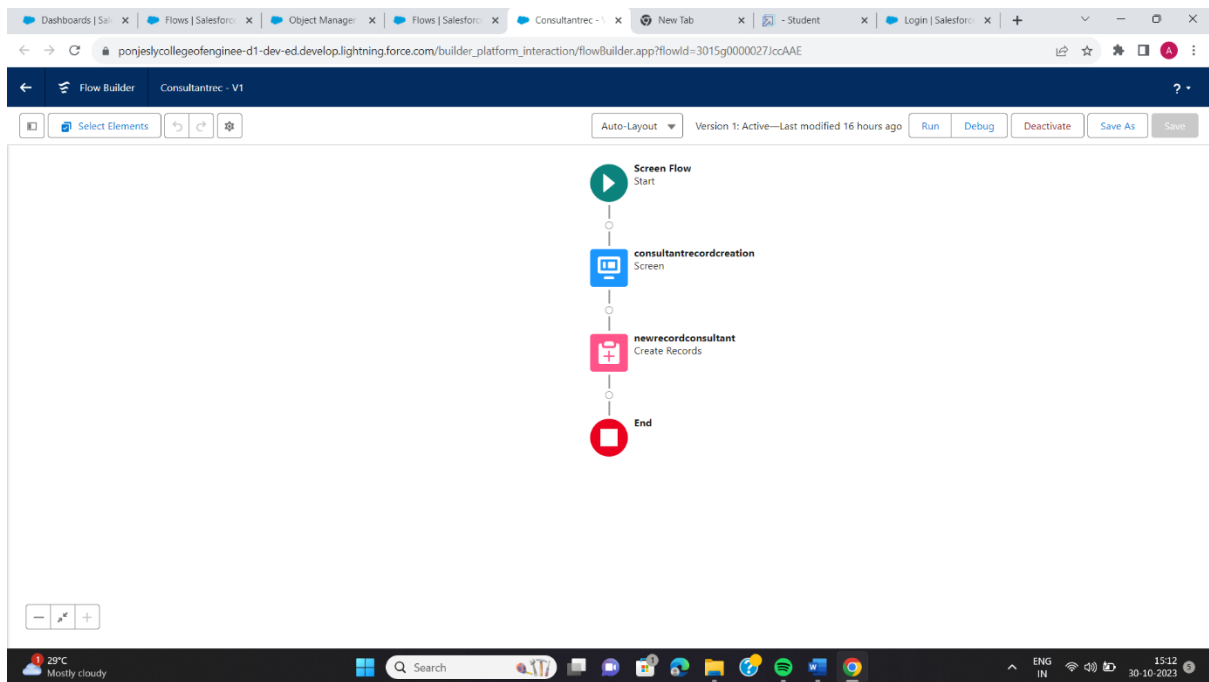 Dashboards | Sal
Flows | Salesforc
Object Manager
Flows | Salesforc
Consultantrec - V
New Tab
- Student
Login | Salesforc
ponjeslycollegeofenginee-d1-dev-ed.develop.lightning.force.com/builder_platform_interaction/flowBuilder.app?flowId=3015g0000027JccAAE
A
Flow Builder
Consultantrec - V1
?
Select Elements
Auto-Layout
Version 1: Active—Last modified 16 hours ago
Run
Debug
Deactivate
Save As
Save
Screen Flow
Start
consultantrecordcreation
Screen
newrecordconsultant
Create Records
End
1
29°C
Mostly cloudy
Search
ENG
IN
15:12
30-10-2023
5